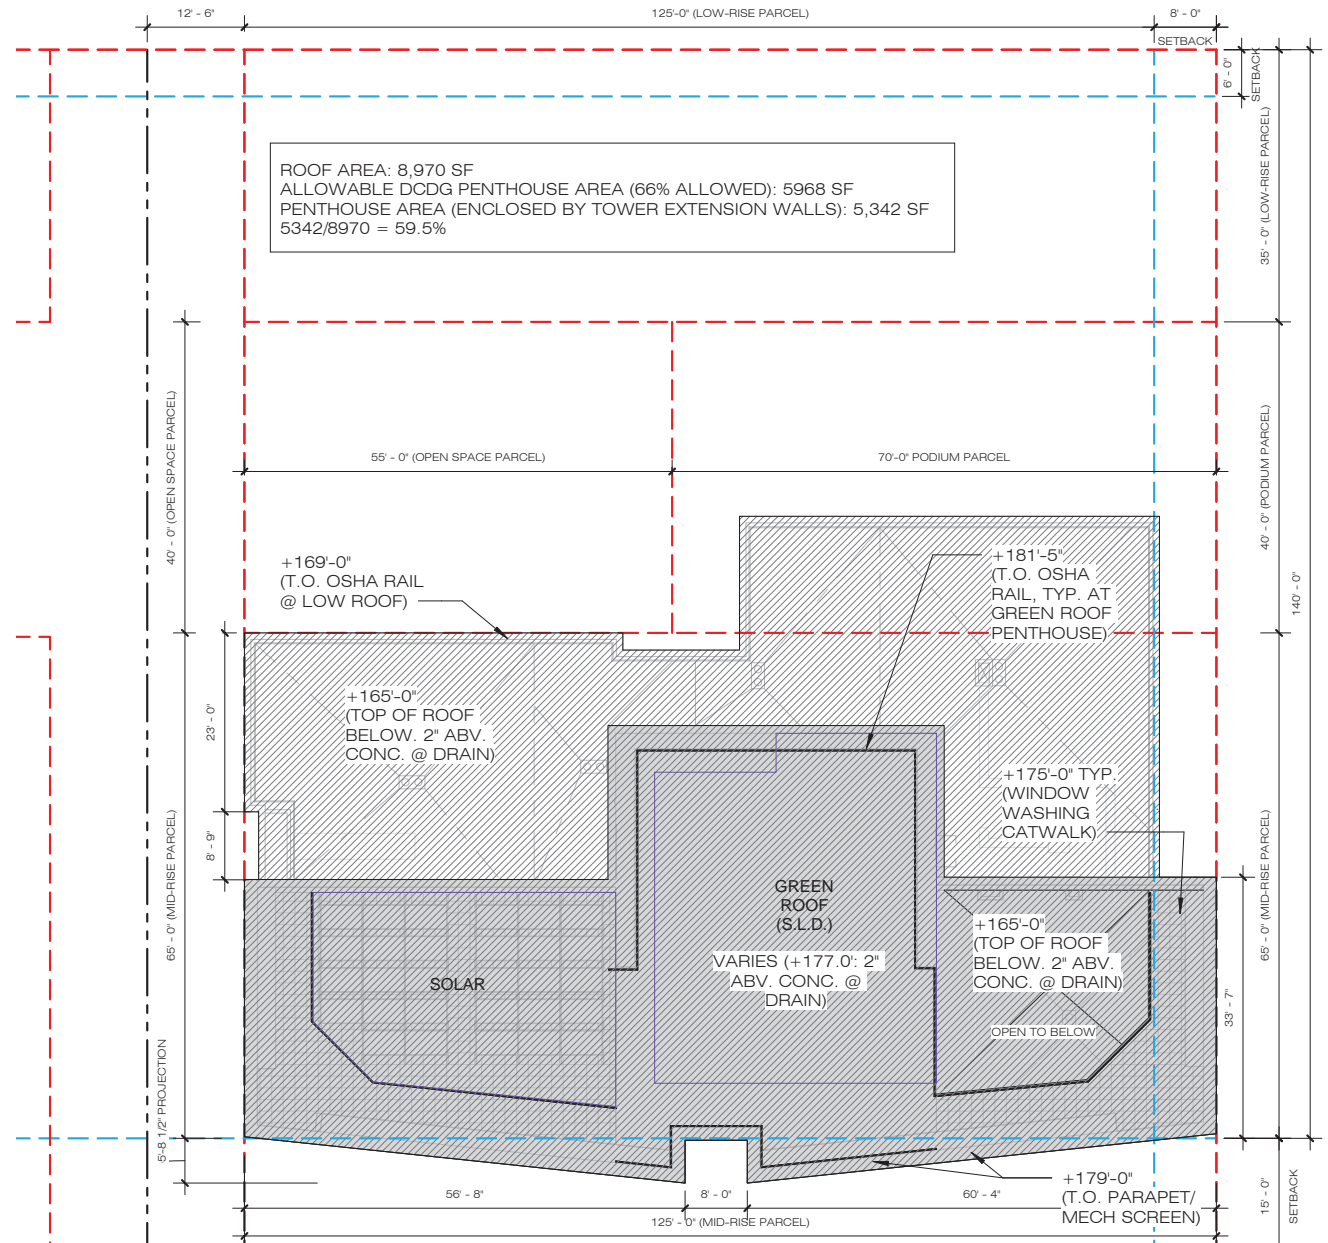 12' - 6"
125'-0" (LOW-RISE PARCEL)
8' - 0"
SETBACK
6' - 0"
SETBACK
35' - 0" (LOW-RISE PARCEL)
ROOF AREA: 8,970 SF
ALLOWABLE DCDG PENTHOUSE AREA (66% ALLOWED): 5968 SF
PENTHOUSE AREA (ENCLOSED BY TOWER EXTENSION WALLS): 5,342 SF
5342/8970 = 59.5%
40' - 0" (OPEN SPACE PARCEL)
55' - 0" (OPEN SPACE PARCEL)
70'-0" PODIUM PARCEL
40' - 0" (PODIUM PARCEL)
140' - 0"
+169'-0"
(T.O. OSHA RAIL
@ LOW ROOF)
+181'-5"
(T.O. OSHA
RAIL, TYP. AT
GREEN ROOF
PENTHOUSE)
23' - 0"
+165'-0"
(TOP OF ROOF
BELOW. 2" ABV.
CONC. @ DRAIN)
+175'-0" TYP.
(WINDOW
WASHING
CATWALK)
8' - 9"
65' - 0" (MID-RISE PARCEL)
65' - 0" (MID-RISE PARCEL)
GREEN
ROOF
(S.L.D.)
VARIES (+177.0': 2"
ABV. CONC. @
DRAIN)
SOLAR
+165'-0"
(TOP OF ROOF
BELOW. 2" ABV.
CONC. @ DRAIN)
OPEN TO BELOW
33' - 7"
5'-8 1/2" PROJECTION
+179'-0"
(T.O. PARAPET/
MECH SCREEN)
56' - 8"
8' - 0"
60' - 4"
125' - 0" (MID-RISE PARCEL)
15' - 0"
SETBACK